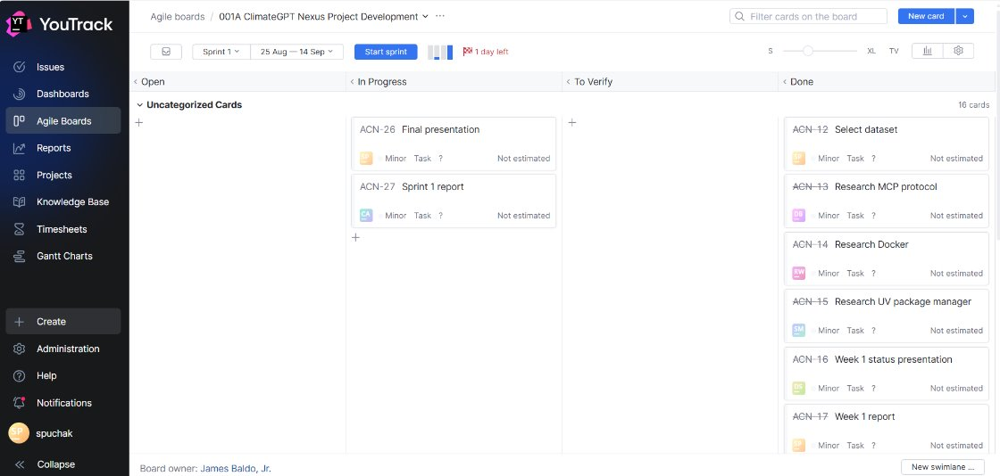 YT YouTrack
Issues
Dashboards
Agile Boards
Reports
Projects
Knowledge Base
Timesheets
Gantt Charts
Create
Administration
Help
Notifications
SP spuchak
Collapse
Agile boards / 001A ClimateGPT Nexus Project Development ···
Filter cards on the board
New card
Sprint 1
25 Aug — 14 Sep
Start sprint
1 day left
S XL TV
Open
In Progress
To Verify
Done
Uncategorized Cards
16 cards
ACN-26 Final presentation
SP Minor Task ? Not estimated
ACN-27 Sprint 1 report
CA Minor Task ? Not estimated
ACN-12 Select dataset
SP Minor Task ? Not estimated
ACN-13 Research MCP protocol
DB Minor Task ? Not estimated
ACN-14 Research Docker
RW Minor Task ? Not estimated
ACN-15 Research UV package manager
SM Minor Task ? Not estimated
ACN-16 Week 1 status presentation
DS Minor Task ? Not estimated
ACN-17 Week 1 report
SP Minor Task ? Not estimated
Board owner: James Baldo, Jr.
New swimlane ...